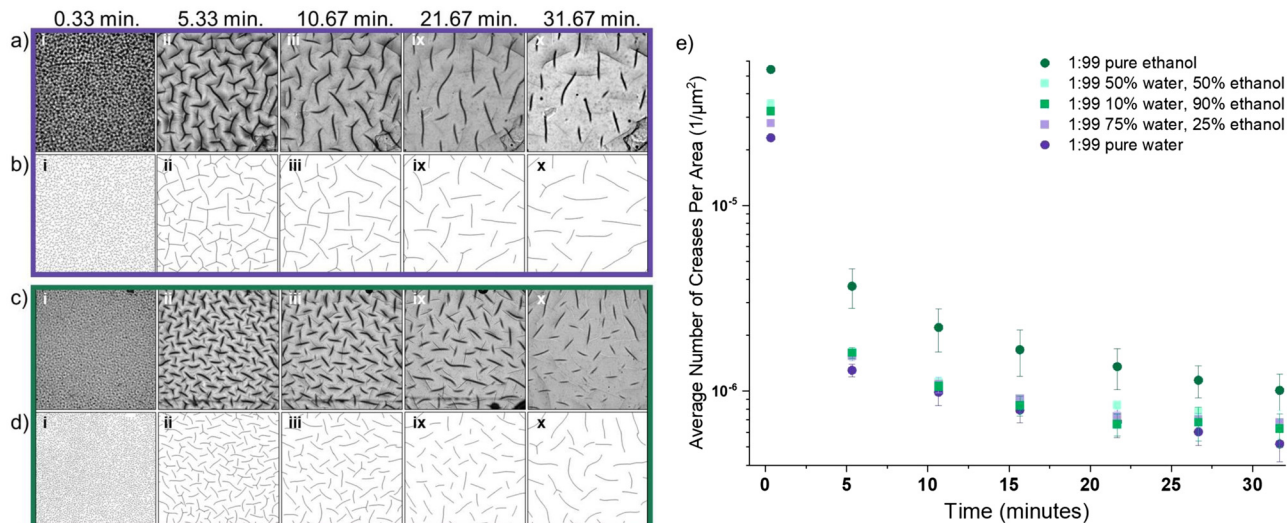 0.33 min. 5.33 min. 10.67 min. 21.67 min. 31.67 min.
a) i ii iii ix x
b) i ii iii ix x
c) i ii iii ix x
d) i ii iii ix x
e)
1:99 pure ethanol
1:99 50% water, 50% ethanol
1:99 10% water, 90% ethanol
1:99 75% water, 25% ethanol
1:99 pure water
Average Number of Creases Per Area (1/µm²)
10⁻⁵
10⁻⁶
0 5 10 15 20 25 30
Time (minutes)